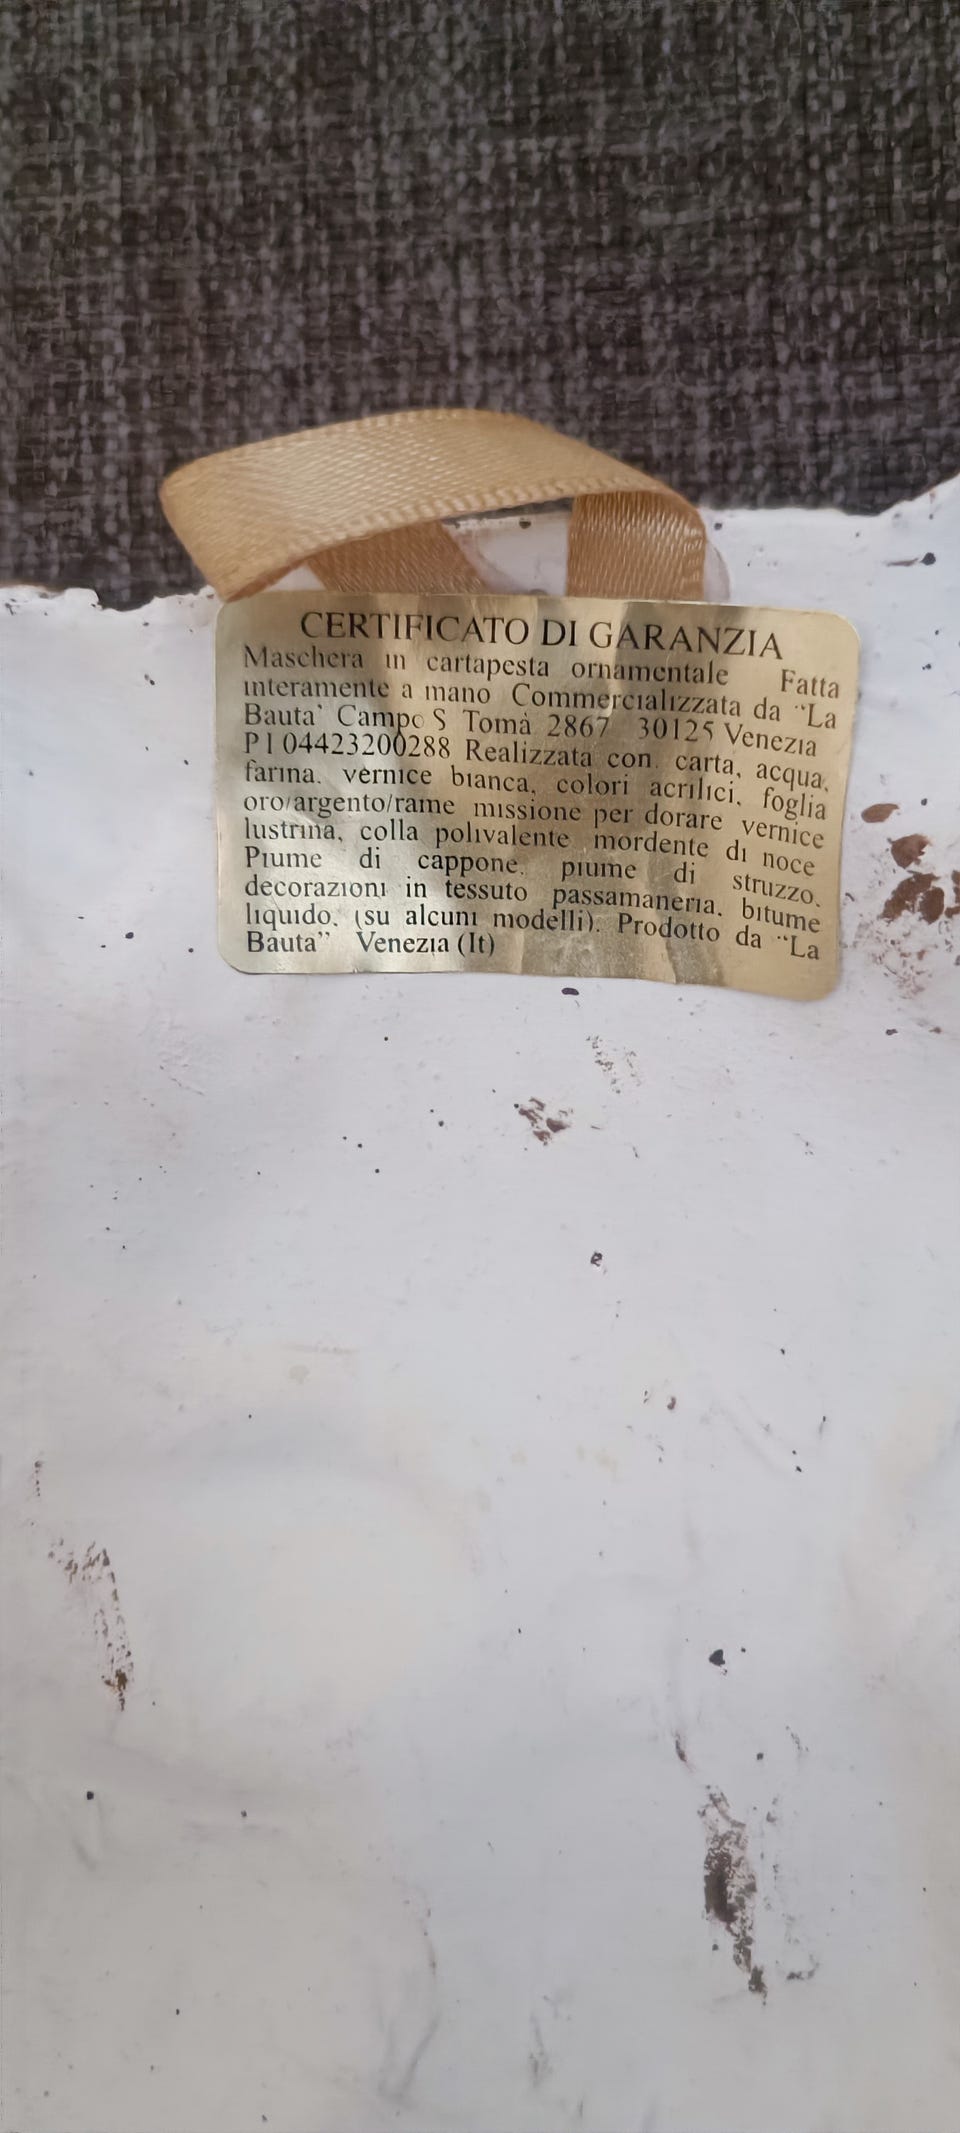 CERTIFICATO DI GARANZIA
Maschera in cartapesta ornamentale Fatta
interamente a mano Commercializzata da “La
Bauta’ Campo S Tomà 2867 30125 Venezia
P I 04423200288 Realizzata con. carta, acqua,
farina. vernice bianca, colori acrilici, foglia
oro/argento/rame missione per dorare vernice
lustrina, colla polivalente mordente di noce
Piume di cappone. piume di struzzo.
decorazioni in tessuto passamaneria. bitume
liquido. (su alcuni modelli). Prodotto da “La
Bauta” Venezia (It)